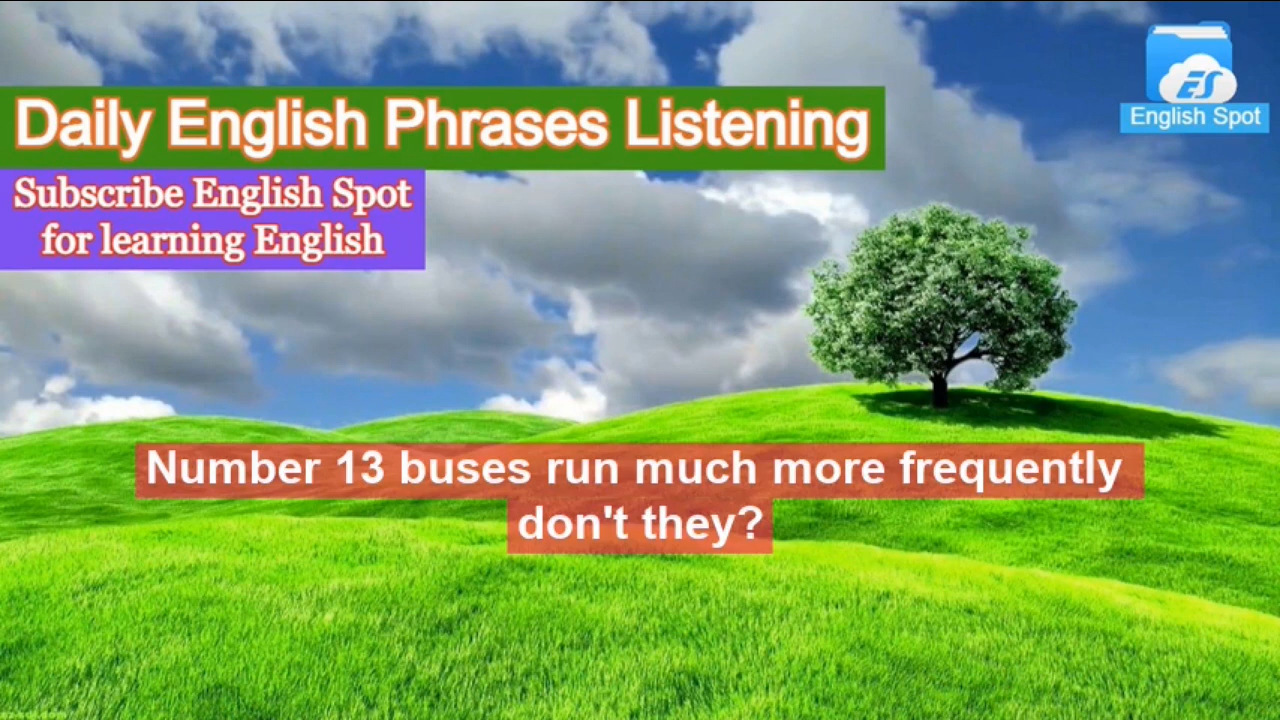 Daily English Phrases Listening
ES
English Spot
Subscribe English Spot
for learning English
Number 13 buses run much more frequently
don't they?